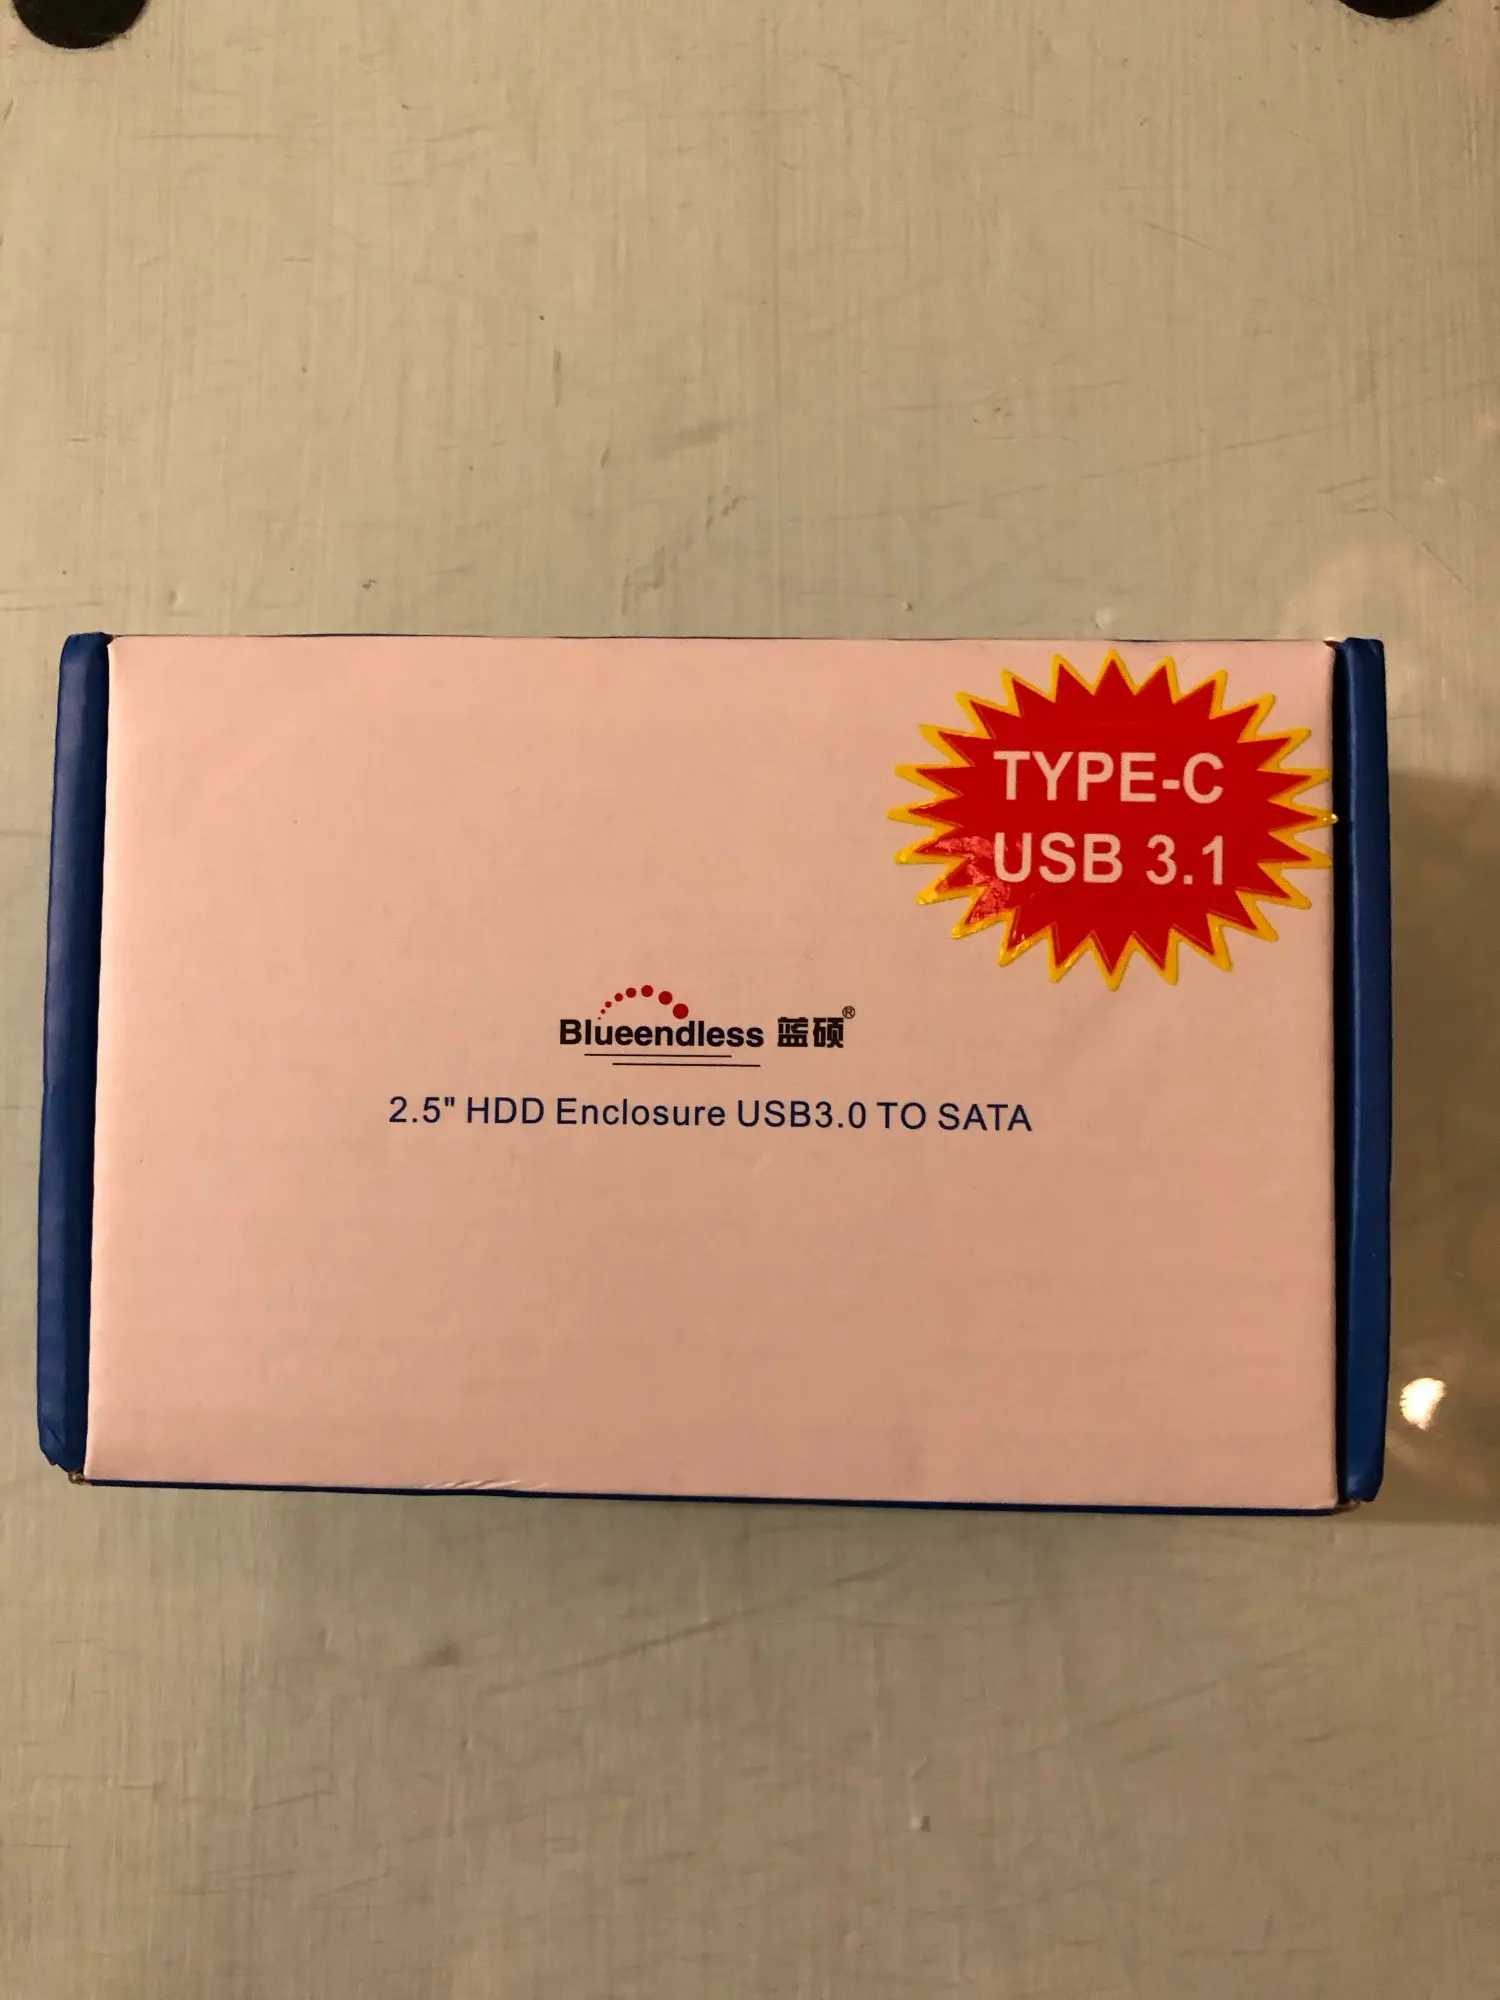 TYPE-C
USB 3.1
Blueendless 蓝硕®
2.5" HDD Enclosure USB3.0 TO SATA